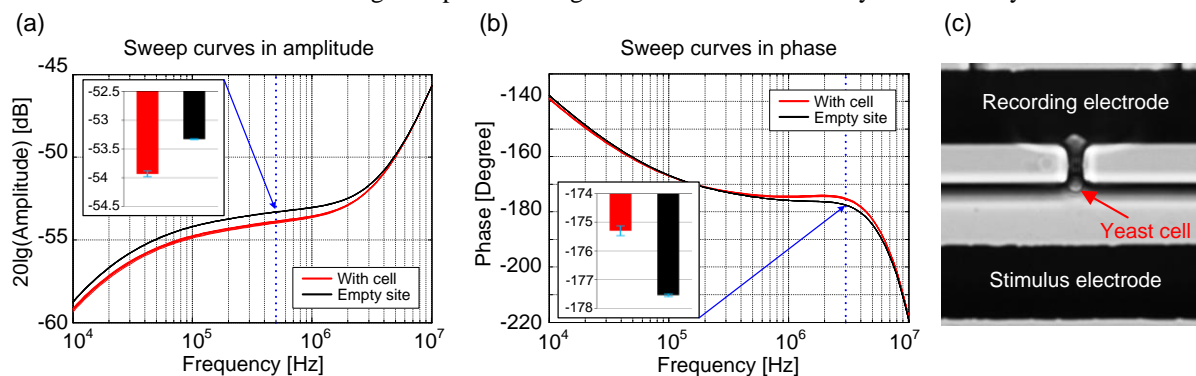 (a)
Sweep curves in amplitude
20lg(Amplitude) [dB]
-45
-50
-55
-60
-52.5
-53
-53.5
-54
-54.5
With cell
Empty site
10^4
10^5
10^6
10^7
Frequency [Hz]
(b)
Sweep curves in phase
Phase [Degree]
-140
-160
-180
-200
-220
With cell
Empty site
-174
-175
-176
-177
-178
10^4
10^5
10^6
10^7
Frequency [Hz]
(c)
Recording electrode
Yeast cell
Stimulus electrode